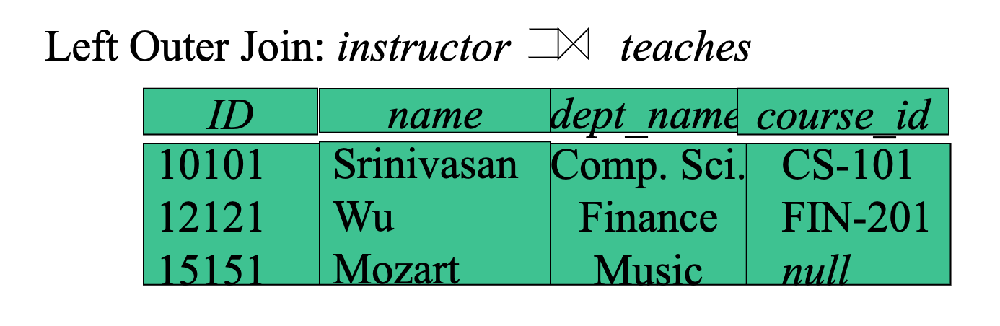 Left Outer Join: instructor ⟕ teaches
ID name dept_name course_id
10101 Srinivasan Comp. Sci. CS-101
12121 Wu Finance FIN-201
15151 Mozart Music null